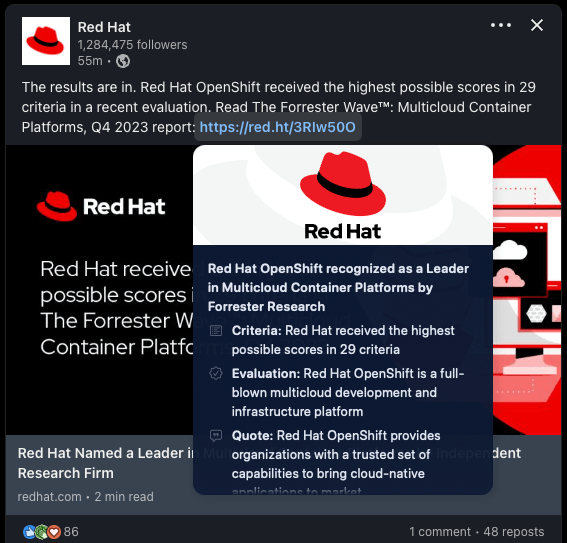 Red Hat
1,284,475 followers
55m •
The results are in. Red Hat OpenShift received the highest possible scores in 29
criteria in a recent evaluation. Read The Forrester Wave™: Multicloud Container
Platforms, Q4 2023 report: https://red.ht/3RIw50O
Red Hat
Red Hat receive
possible scores i
The Forrester W
Container Platfo
Red Hat
Red Hat OpenShift recognized as a Leader
in Multicloud Container Platforms by
Forrester Research
Criteria: Red Hat received the highest
possible scores in 29 criteria
Evaluation: Red Hat OpenShift is a full-
blown multicloud development and
infrastructure platform
Quote: Red Hat OpenShift provides
organizations with a trusted set of
capabilities to bring cloud-native
applications to market
Red Hat Named a Leader in Mul Independent
Research Firm
redhat.com • 2 min read
86
1 comment • 48 reposts